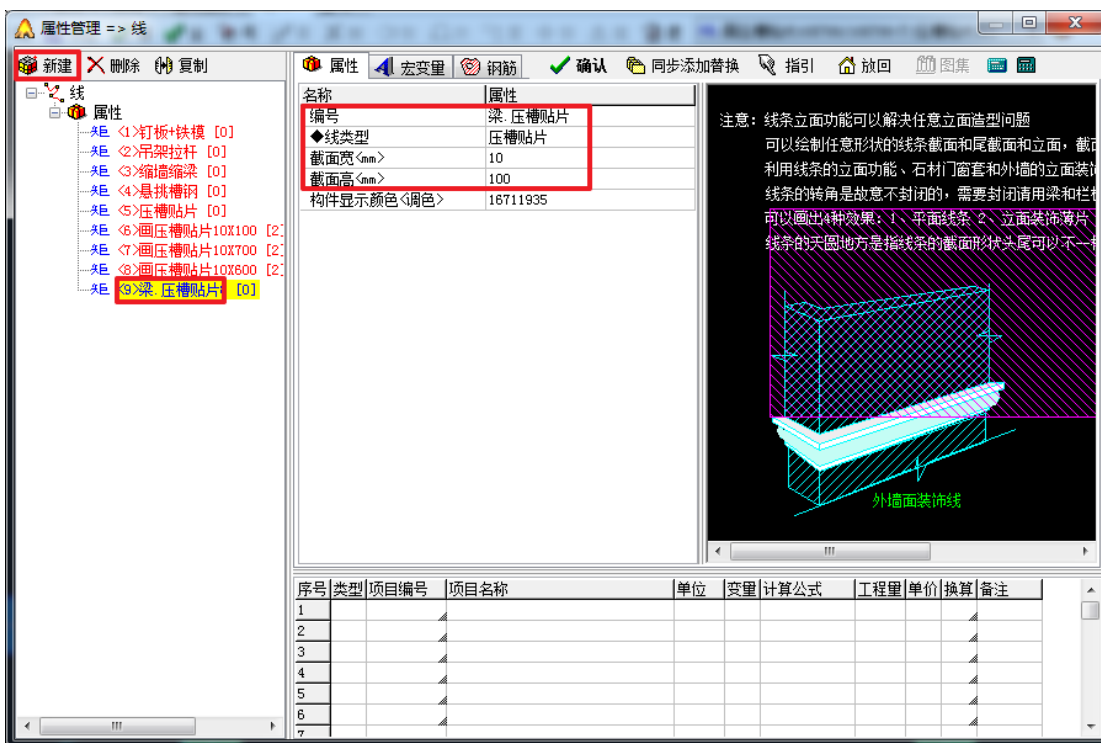 属性管理 => 线
新建 删除 复制
线
属性
矩 <1>钉板+铁模 [0]
矩 <2>吊架拉杆 [0]
矩 <3>缩墙缩梁 [0]
矩 <4>悬挑槽钢 [0]
矩 <5>压槽贴片 [0]
矩 <6>画压槽贴片10X100 [2]
矩 <7>画压槽贴片10X700 [2]
矩 <8>画压槽贴片10X600 [2]
矩 <9>梁.压槽贴片 [0]
属性 宏变量 钢筋 确认 同步添加替换 指引 放回 图集
名称 属性
编号 梁.压槽贴片
◆线类型 压槽贴片
截面宽<mm> 10
截面高<mm> 100
构件显示颜色<调色> 16711935
注意: 线条立面功能可以解决任意立面造型问题
可以绘制任意形状的线条截面和尾截面和立面，截
利用线条的立面功能、石材门窗套和外墙的立面装
线条的转角是故意不封闭的，需要封闭请用梁和栏
可以画出4种效果：1、平面线条 2、立面装饰薄片
线条的天圆地方是指线条的截面形状头尾可以不一
外墙面装饰线
序号 类型 项目编号 项目名称 单位 变量 计算公式 工程量 单价 换算 备注
1
2
3
4
5
6
7